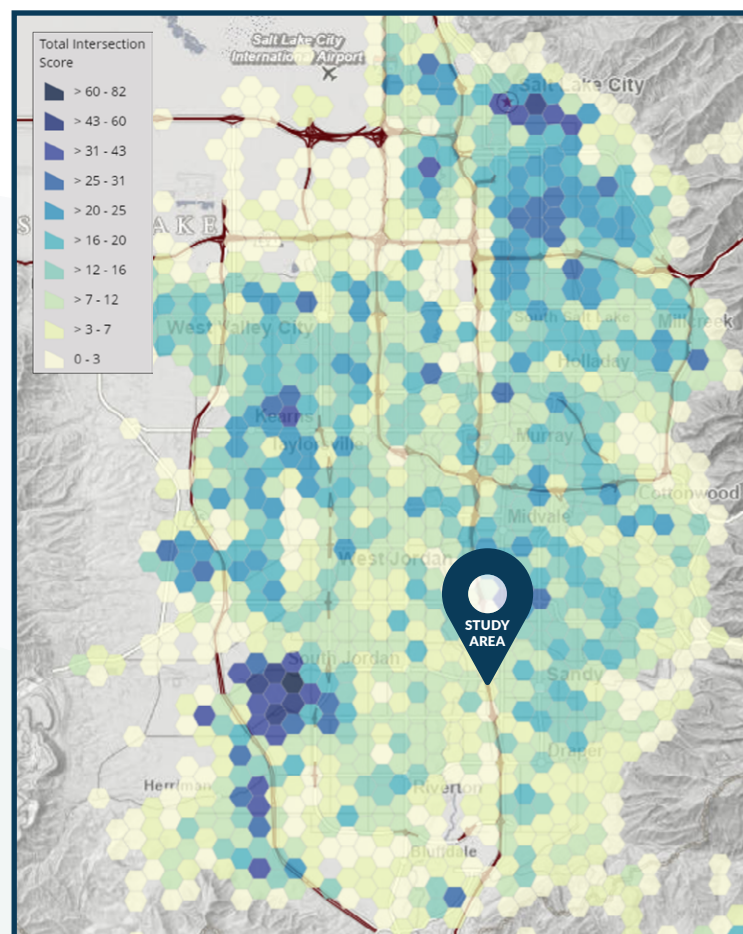 Total Intersection
Score
> 60 - 82
> 43 - 60
> 31 - 43
> 25 - 31
> 20 - 25
> 16 - 20
> 12 - 16
> 7 - 12
> 3 - 7
0 - 3
Salt Lake City
International Airport
Salt Lake City
S
AKE
West Valley City
South Salt Lake
Millcreek
Holladay
Kearns
Taylorsville
Murray
Cottonwood
Midvale
West Jordan
STUDY
AREA
South Jordan
Sandy
Draper
Herriman
Riverton
Bluffdale